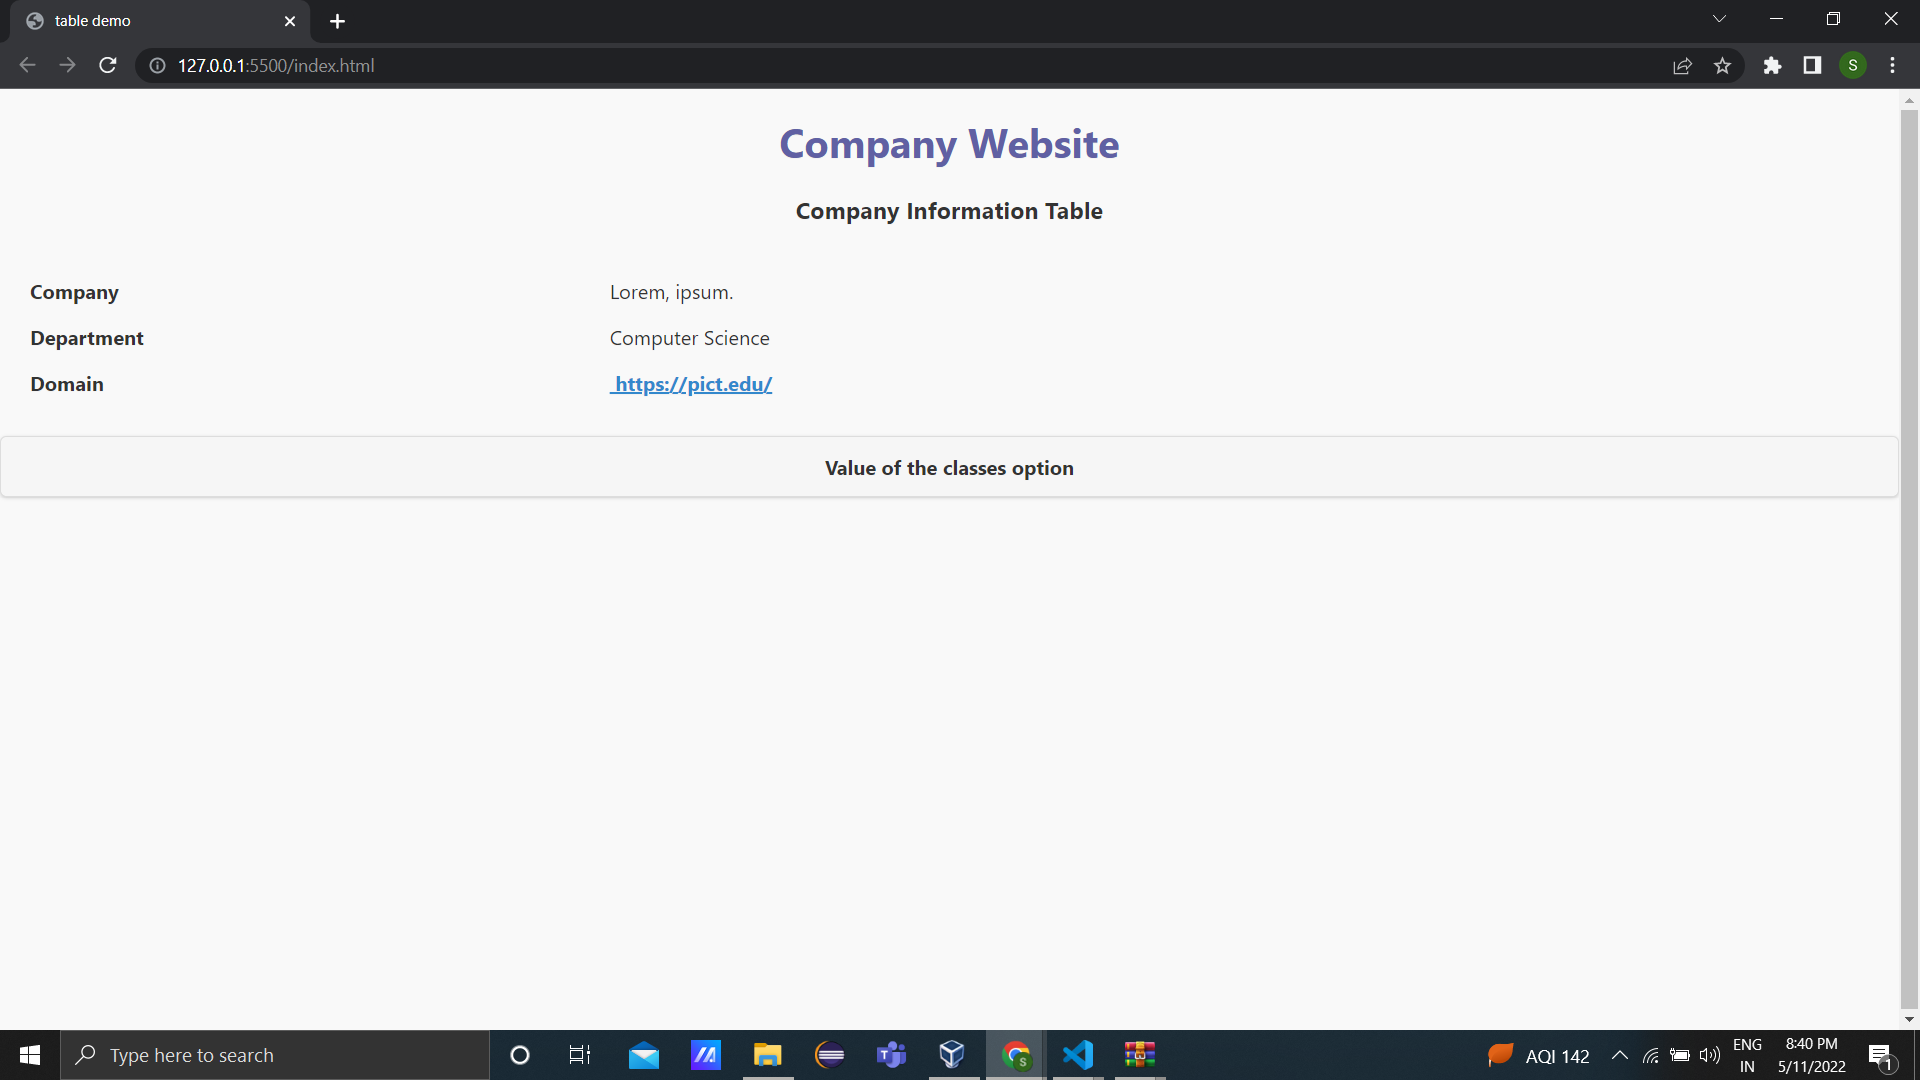 table demo
127.0.0.1:5500/index.html
S
Company Website
Company Information Table
Company Lorem, ipsum.
Department Computer Science
Domain https://pict.edu/
Value of the classes option
Type here to search
T
S
AQI 142
ENG
IN
8:40 PM
5/11/2022
1